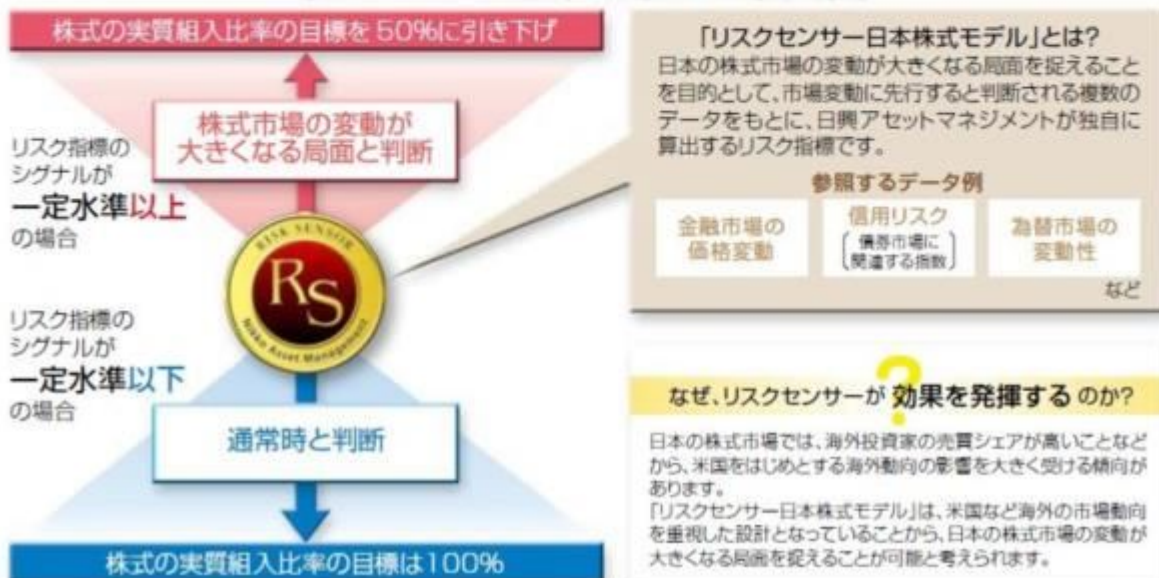 株式の実質組入比率の目標を50%に引き下げ
株式市場の変動が
大きくなる局面と判断
リスク指標の
シグナルが
一定水準以上
の場合
RISK SENSOR
RS
Nikko Asset Management
リスク指標の
シグナルが
一定水準以下
の場合
通常時と判断
株式の実質組入比率の目標は100%
「リスクセンサー日本株式モデル」とは?
日本の株式市場の変動が大きくなる局面を捉えること
を目的として、市場変動に先行すると判断される複数の
データをもとに、日興アセットマネジメントが独自に
算出するリスク指標です。
参照するデータ例
金融市場の
価格変動
信用リスク
債券市場に
関連する指数
為替市場の
変動性
など
?
なぜ、リスクセンサーが 効果を発揮する のか?
日本の株式市場では、海外投資家の売買シェアが高いことなど
から、米国をはじめとする海外動向の影響を大きく受ける傾向が
あります。
「リスクセンサー日本株式モデル」は、米国など海外の市場動向
を重視した設計となっていることから、日本の株式市場の変動が
大きくなる局面を捉えることが可能と考えられます。